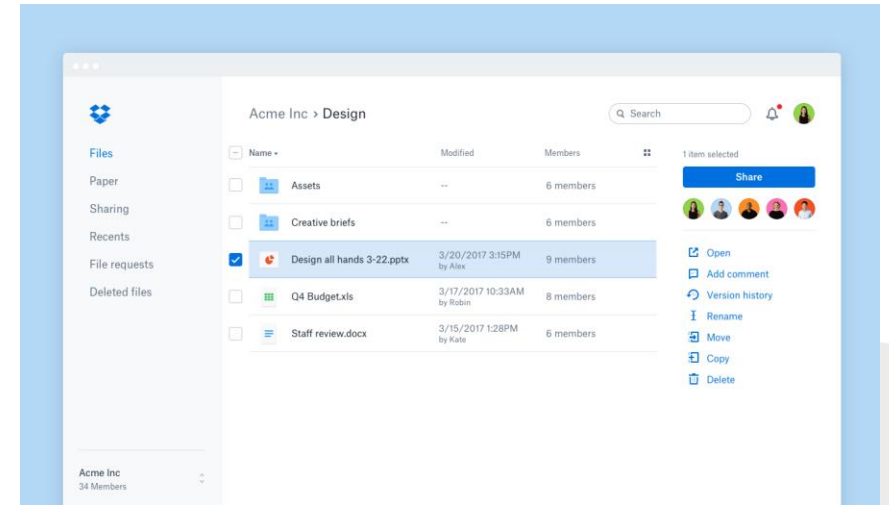 Acme Inc › Design
Search
Files
Paper
Sharing
Recents
File requests
Deleted files
Acme Inc
34 Members
Name
Modified
Members
Assets
--
6 members
Creative briefs
--
6 members
Design all hands 3-22.pptx
3/20/2017 3:15PM
by Alex
9 members
Q4 Budget.xls
3/17/2017 10:33AM
by Robin
8 members
Staff review.docx
3/15/2017 1:28PM
by Kate
6 members
1 item selected
Share
Open
Add comment
Version history
Rename
Move
Copy
Delete